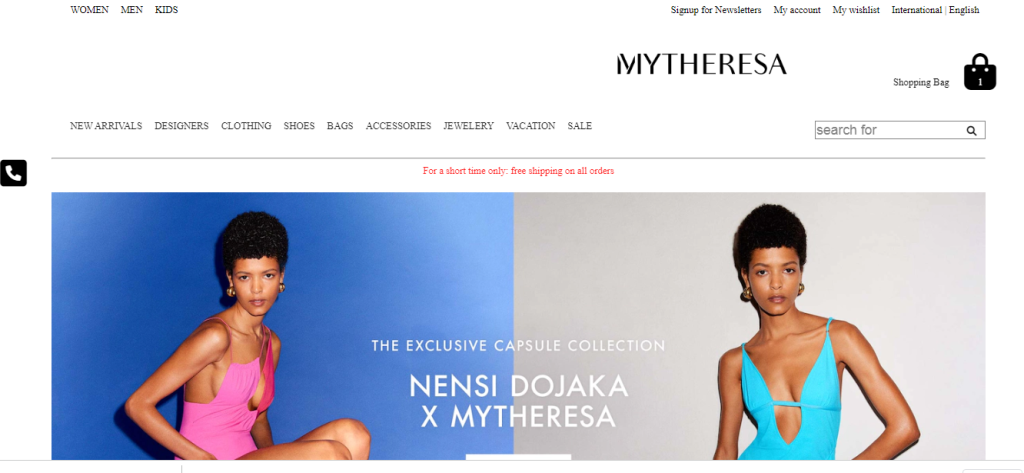 WOMEN MEN KIDS Signup for Newsletters My account My wishlist International | English
MYTHERESA
Shopping Bag 1
NEW ARRIVALS DESIGNERS CLOTHING SHOES BAGS ACCESSORIES JEWELERY VACATION SALE
search for
For a short time only: free shipping on all orders
THE EXCLUSIVE CAPSULE COLLECTION
NENSI DOJAKA
X MYTHERESA